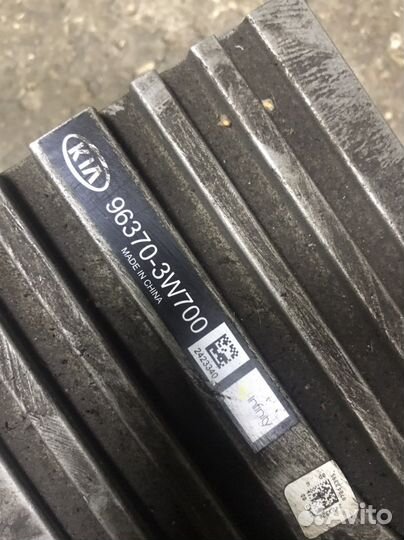 KIA
96370-3W700
MADE IN CHINA
2423340
infinity
Avito